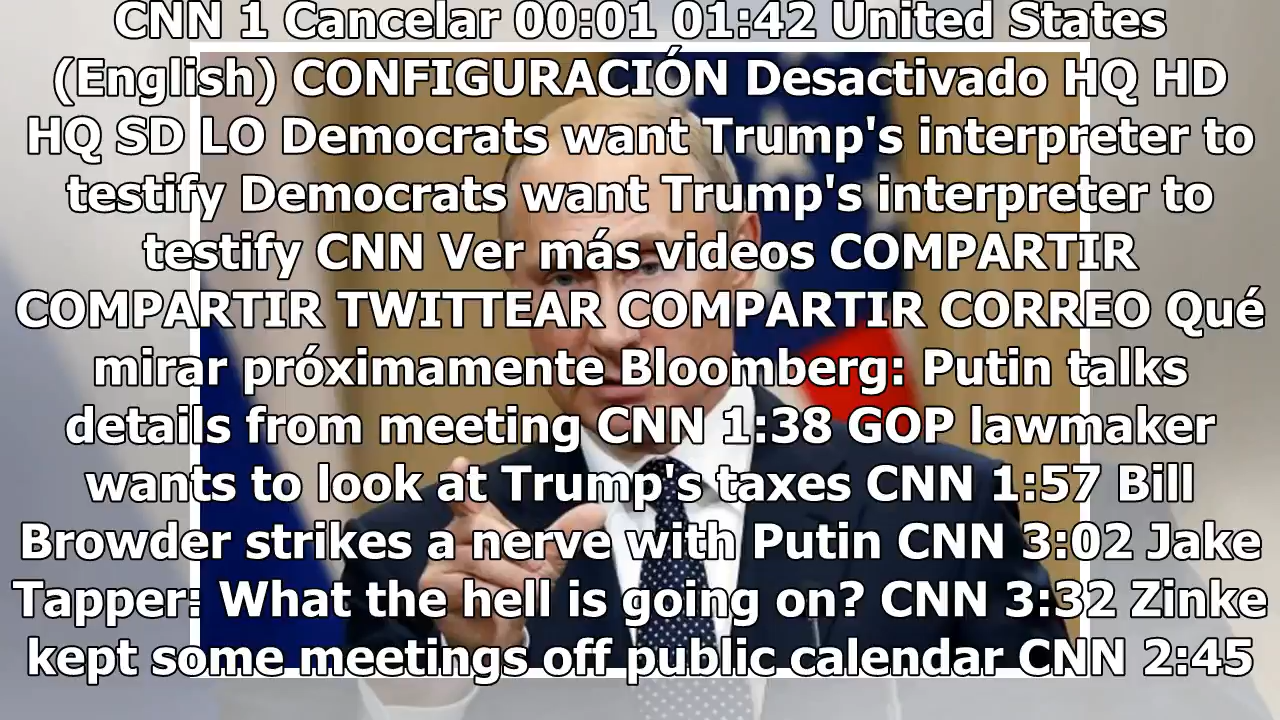 CNN 1 Cancelar 00:01 01:42 United States
(English) CONFIGURACIÓN Desactivado HQ HD
HQ SD LO Democrats want Trump's interpreter to
testify Democrats want Trump's interpreter to
testify CNN Ver más videos COMPARTIR
COMPARTIR TWITTEAR COMPARTIR CORREO Qué
mirar próximamente Bloomberg: Putin talks
details from meeting CNN 1:38 GOP lawmaker
wants to look at Trump's taxes CNN 1:57 Bill
Browder strikes a nerve with Putin CNN 3:02 Jake
Tapper: What the hell is going on? CNN 3:32 Zinke
kept some meetings off public calendar CNN 2:45